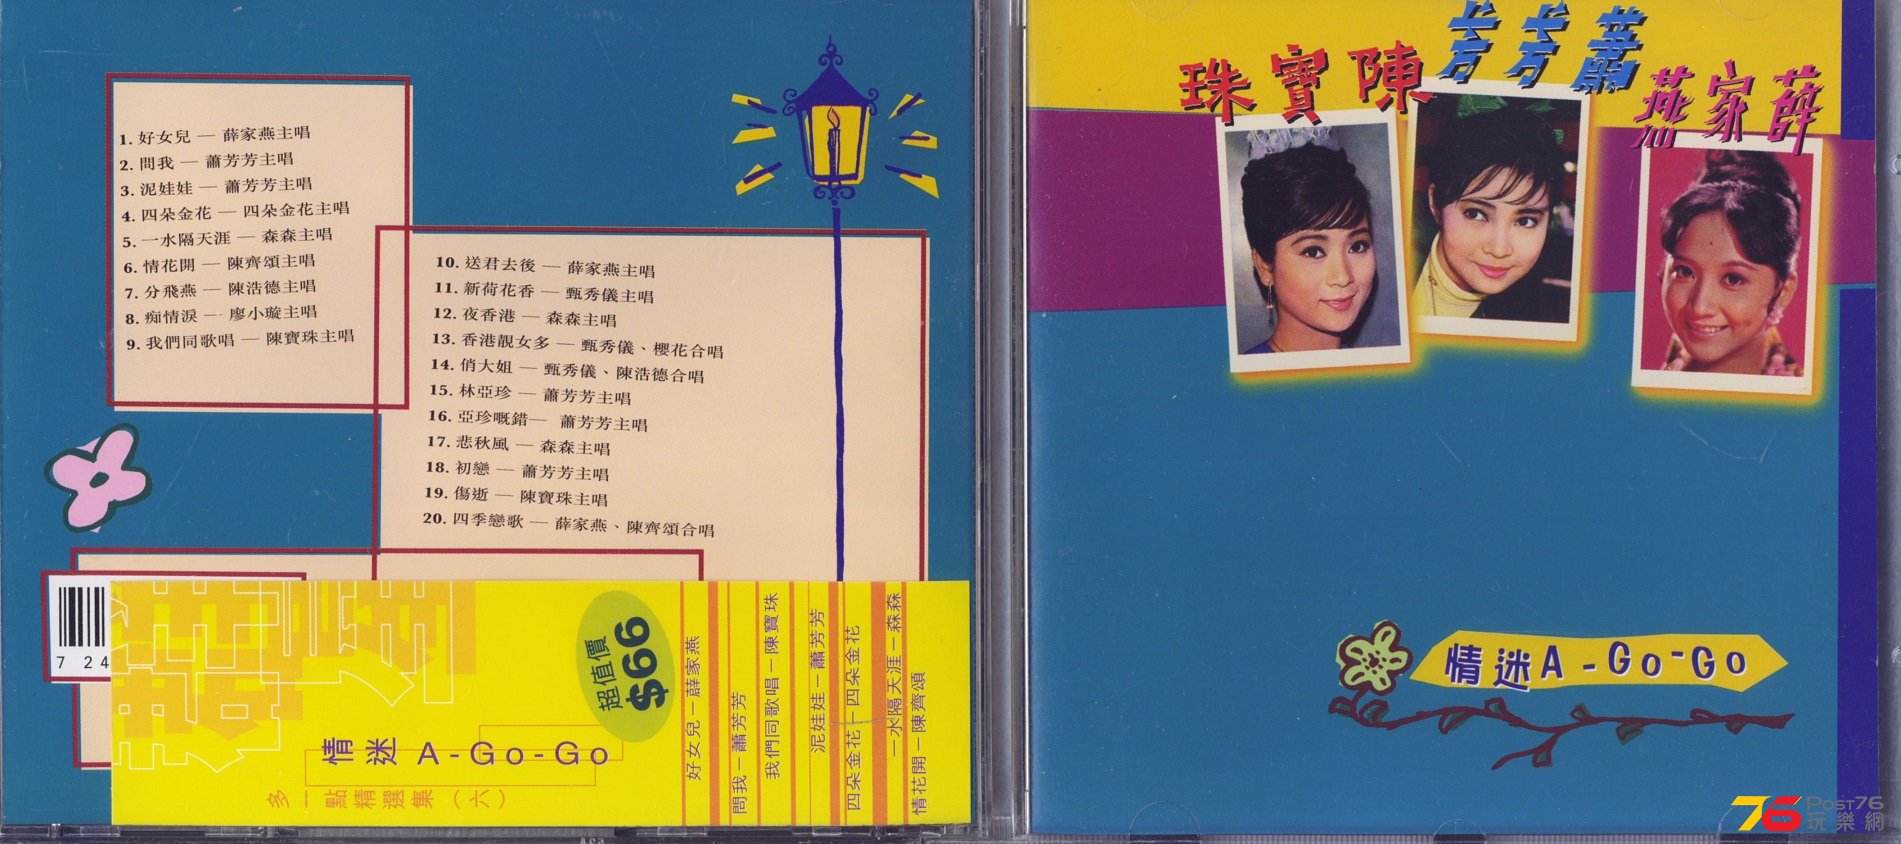 1. 好女兒 — 薛家燕主唱
2. 問我 — 蕭芳芳主唱
3. 泥娃娃 — 蕭芳芳主唱
4. 四朵金花 — 四朵金花主唱
5. 一水隔天涯 — 森森主唱
6. 情花開 — 陳齊頌主唱
7. 分飛燕 — 陳浩德主唱
8. 痴情淚 — 廖小璇主唱
9. 我們同歌唱 — 陳寶珠主唱
10. 送君去後 — 薛家燕主唱
11. 新荷花香 — 甄秀儀主唱
12. 夜香港 — 森森主唱
13. 香港靚女多 — 甄秀儀、櫻花合唱
14. 俏大姐 — 甄秀儀、陳浩德合唱
15. 林亞珍 — 蕭芳芳主唱
16. 亞珍嘅錯 — 蕭芳芳主唱
17. 悲秋風 — 森森主唱
18. 初戀 — 蕭芳芳主唱
19. 傷逝 — 陳寶珠主唱
20. 四季戀歌 — 薛家燕、陳齊頌合唱
7 24
情迷 A-Go-Go
多一點精選集(六)
超值價
$66
好女兒－薛家燕
問我－蕭芳芳
我們同歌唱－陳寶珠
泥娃娃－蕭芳芳
四朵金花－四朵金花
一水隔天涯－森森
情花開－陳齊頌
珠寶陳
芳芳蕭
燕家薛
情迷A-Go-Go
76 Post76
玩樂網